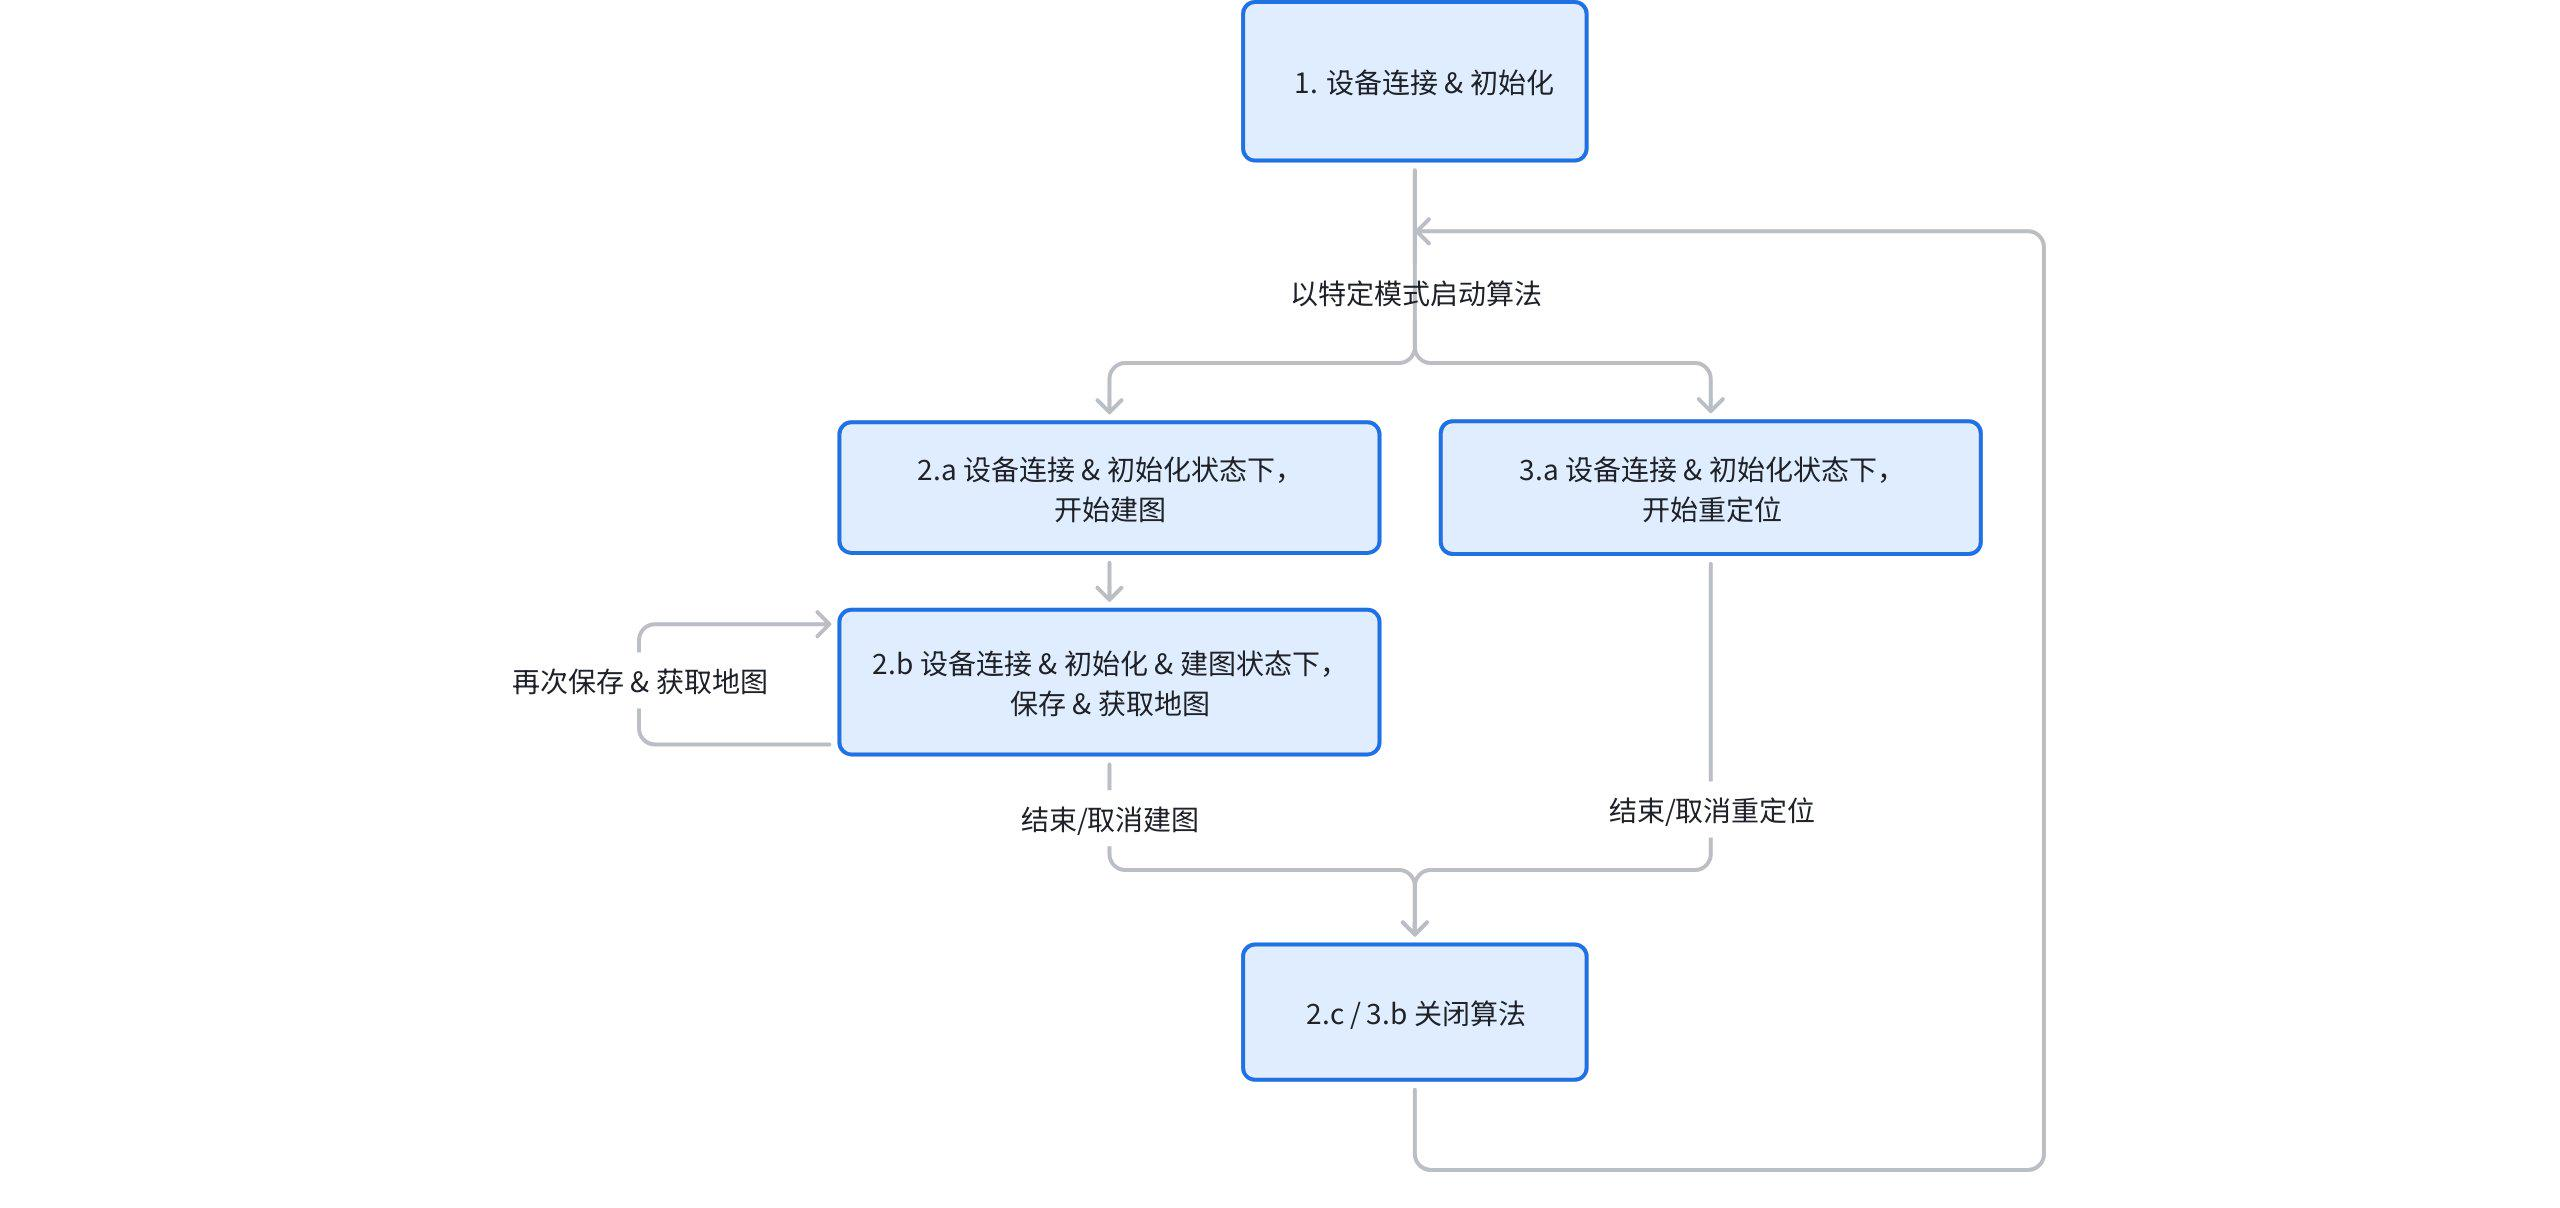 1. 设备连接 & 初始化
以特定模式启动算法
2.a 设备连接 & 初始化状态下，
开始建图
3.a 设备连接 & 初始化状态下，
开始重定位
2.b 设备连接 & 初始化 & 建图状态下，
保存 & 获取地图
再次保存 & 获取地图
结束/取消建图
结束/取消重定位
2.c / 3.b 关闭算法